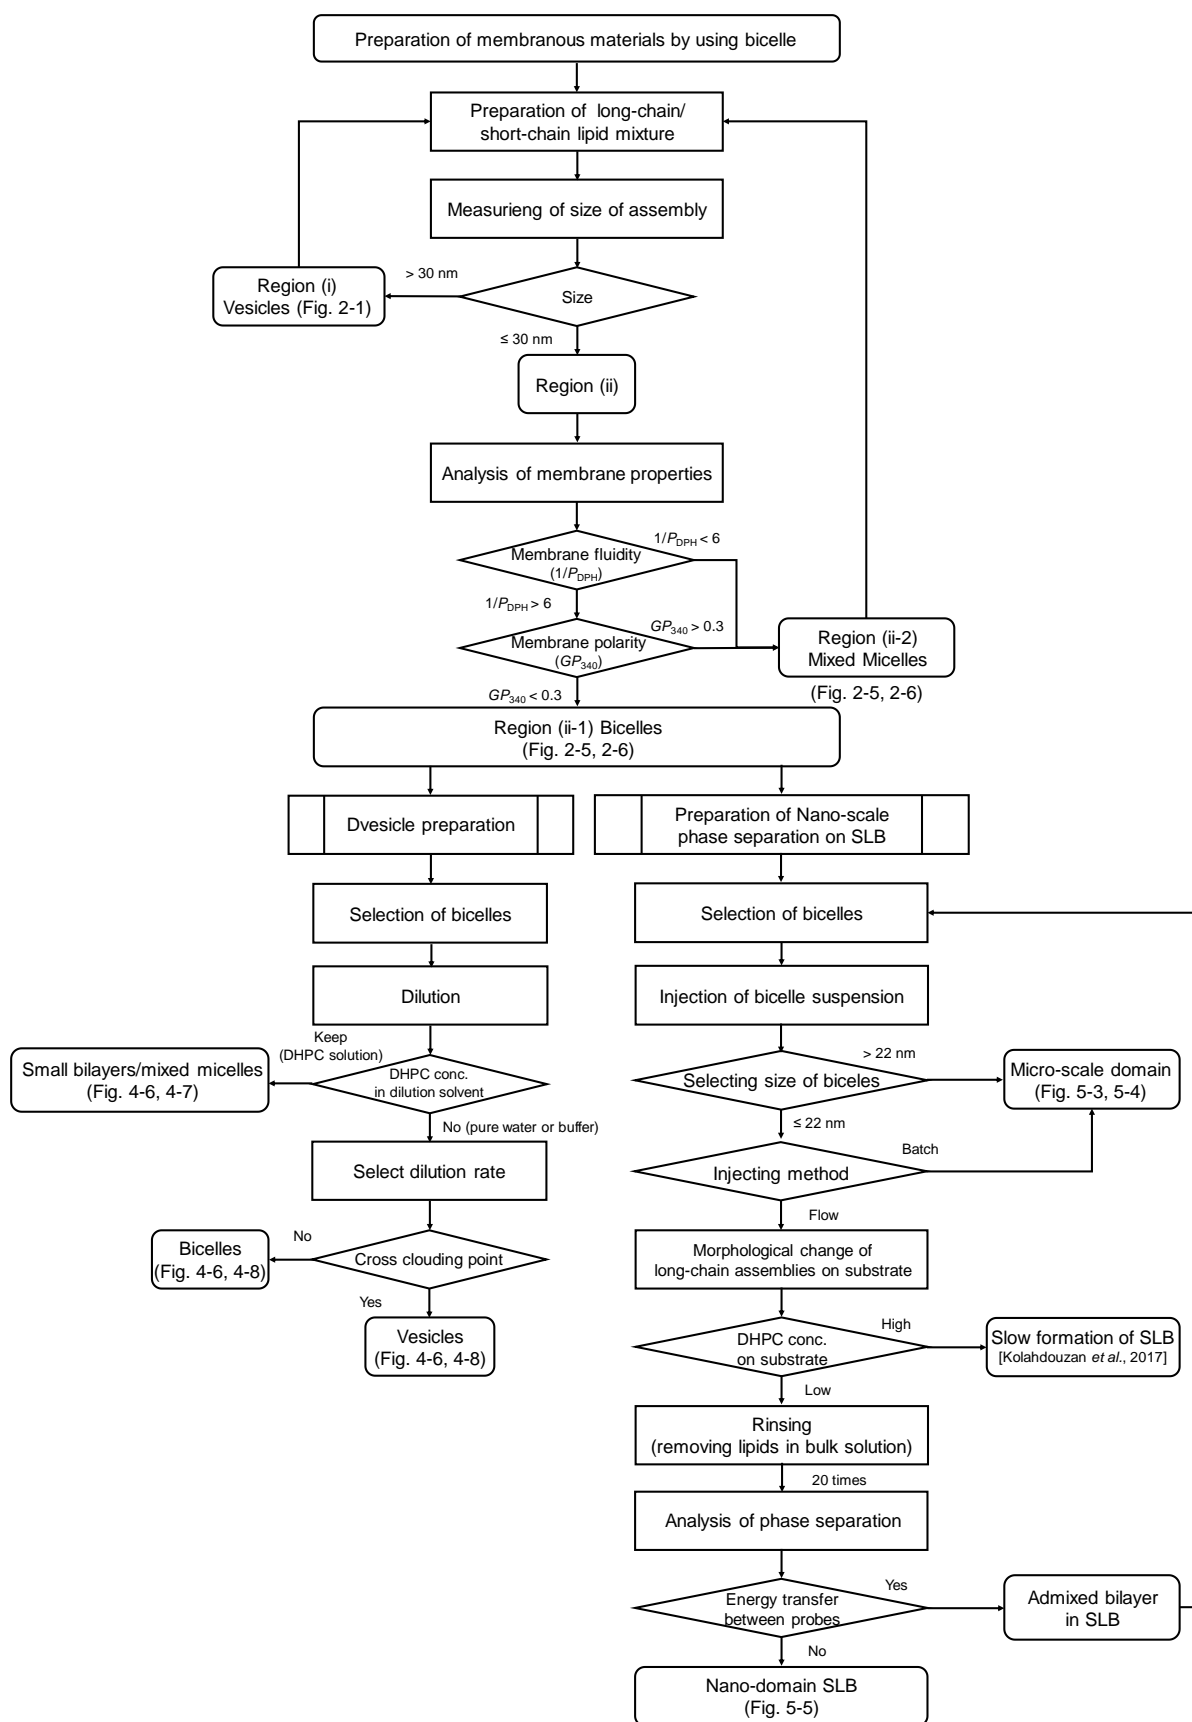 Preparation of membranous materials by using bicelle
Preparation of long-chain/
short-chain lipid mixture
Measurieng of size of assembly
> 30 nm
Size
Region (i)
Vesicles (Fig. 2-1)
≤ 30 nm
Region (ii)
Analysis of membrane properties
1/P_DPH < 6
Membrane fluidity
(1/P_DPH)
1/P_DPH > 6
GP_340 > 0.3
Membrane polarity
(GP_340)
Region (ii-2)
Mixed Micelles
(Fig. 2-5, 2-6)
GP_340 < 0.3
Region (ii-1) Bicelles
(Fig. 2-5, 2-6)
Dvesicle preparation
Preparation of Nano-scale
phase separation on SLB
Selection of bicelles
Selection of bicelles
Dilution
Injection of bicelle suspension
Keep
(DHPC solution)
Small bilayers/mixed micelles
(Fig. 4-6, 4-7)
DHPC conc.
in dilution solvent
> 22 nm
Selecting size of biceles
Micro-scale domain
(Fig. 5-3, 5-4)
No (pure water or buffer)
≤ 22 nm
Select dilution rate
Batch
Injecting method
Flow
No
Bicelles
(Fig. 4-6, 4-8)
Cross clouding point
Morphological change of
long-chain assemblies on substrate
Yes
Vesicles
(Fig. 4-6, 4-8)
High
DHPC conc.
on substrate
Slow formation of SLB
[Kolahdouzan et al., 2017]
Low
Rinsing
(removing lipids in bulk solution)
20 times
Analysis of phase separation
Yes
Energy transfer
between probes
Admixed bilayer
in SLB
No
Nano-domain SLB
(Fig. 5-5)